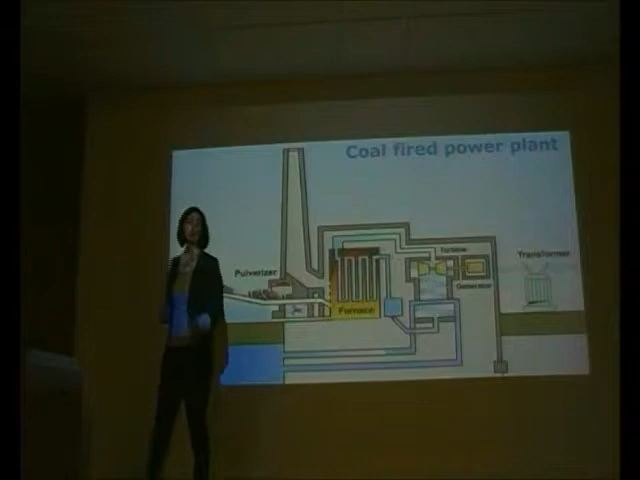 Coal fired power plant
Pulverizer
Furnace
Turbine
Generator
Transformer